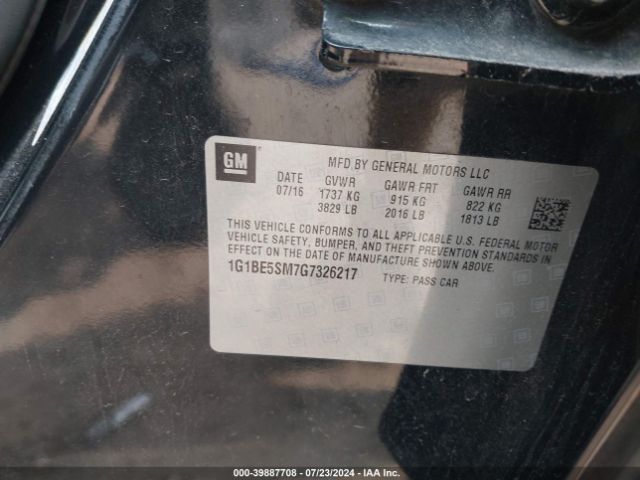 GM
MFD BY GENERAL MOTORS LLC
DATE GVWR GAWR FRT GAWR RR
07/16 1737 KG 915 KG 822 KG
3829 LB 2016 LB 1813 LB
THIS VEHICLE CONFORMS TO ALL APPLICABLE U.S. FEDERAL MOTOR
VEHICLE SAFETY, BUMPER, AND THEFT PREVENTION STANDARDS IN
EFFECT ON THE DATE OF MANUFACTURE SHOWN ABOVE.
1G1BE5SM7G7326217 TYPE: PASS CAR
000-39887708 - 07/23/2024 - IAA Inc.